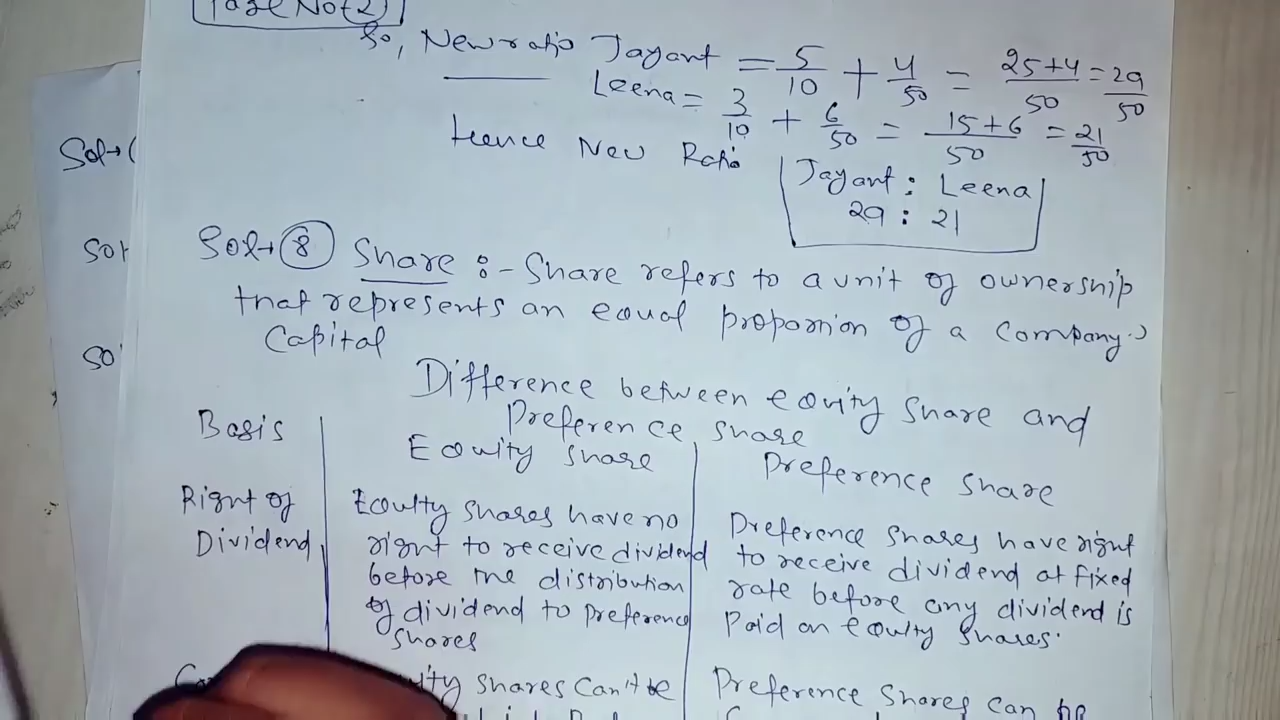 Page No(2)
So, New ratio Jayant = 5/10 + 4/50 = 25+4/50 = 29/50
Leena = 3/10 + 6/50 = 15+6/50 = 21/50
Hence New Ratio
Jayant : Leena
29 : 21
Sol→ (
Sol→ 8 Share :- Share refers to a unit of ownership
that represents an equal proportion of a company
Capital
Difference between equity share and
Preference share
Basis
Equity share
Preference share
Right of
Dividend
Equity shares have no
right to receive dividend
before the distribution
of dividend to preference
shares
Preference shares have right
to receive dividend at fixed
rate before any dividend is
Paid on equity shares.
shares can't be
Preference shares can be